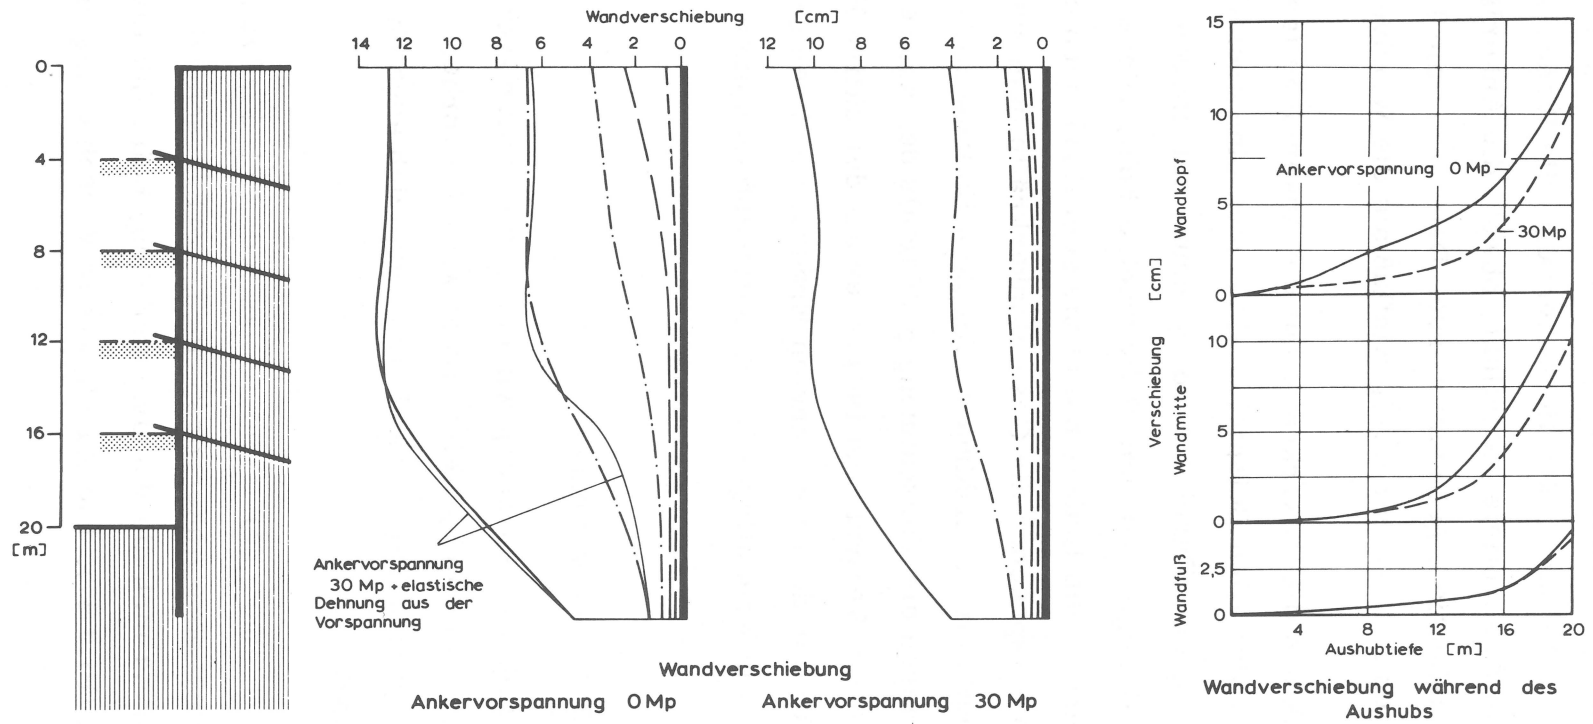 Wandverschiebung [cm]
14 12 10 8 6 4 2 0
12 10 8 6 4 2 0
0
4
8
12
16
20
[m]
Ankervorspannung
30 Mp + elastische
Dehnung aus der
Vorspannung
Wandverschiebung
Ankervorspannung 0 Mp
Ankervorspannung 30 Mp
15
10
5
0
10
5
0
2,5
0
Verschiebung [cm]
Wandkopf
Wandmitte
Wandfuß
Ankervorspannung 0 Mp
30 Mp
4 8 12 16 20
Aushubtiefe [m]
Wandverschiebung während des
Aushubs